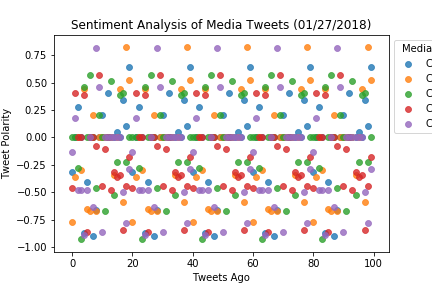 Sentiment Analysis of Media Tweets (01/27/2018)
Media
C
C
C
C
C
Tweet Polarity
0.75
0.50
0.25
0.00
−0.25
−0.50
−0.75
−1.00
0 20 40 60 80 100
Tweets Ago